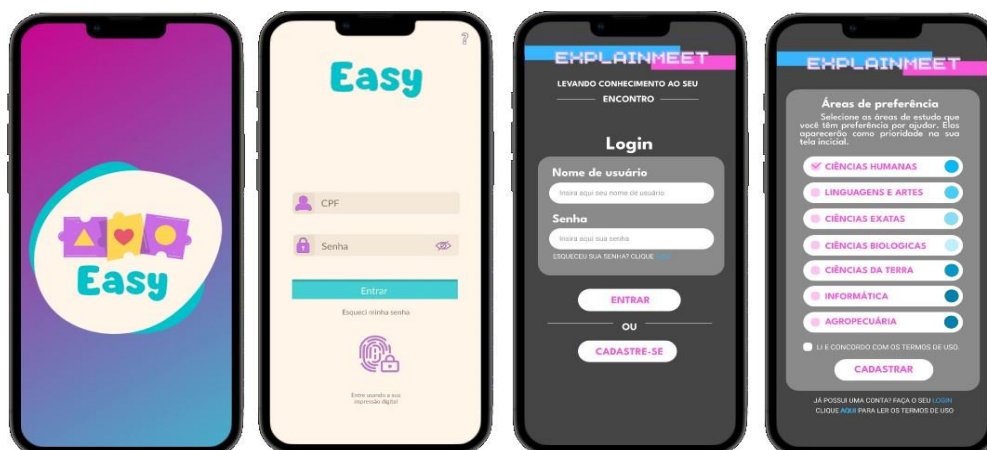 Easy
Easy
CPF
Senha
Entrar
Esqueci minha senha
Entre usando a sua
impressão digital
EXPLAINMEET
LEVANDO CONHECIMENTO AO SEU
ENCONTRO
Login
Nome de usuário
Insira aqui seu nome de usuário
Senha
Insira aqui sua senha
ESQUECEU SUA SENHA? CLIQUE
ENTRAR
OU
CADASTRE-SE
EXPLAINMEET
Áreas de preferência
Selecione as áreas de estudo que
você têm preferência por ajudar. Elas
aparecerão como prioridade na sua
tela incicial.
CIÊNCIAS HUMANAS
LINGUAGENS E ARTES
CIÊNCIAS EXATAS
CIÊNCIAS BIOLOGICAS
CIÊNCIAS DA TERRA
INFORMÁTICA
AGROPECUÁRIA
LI E CONCORDO COM OS TERMOS DE USO.
CADASTRAR
JÁ POSSUI UMA CONTA? FAÇA O SEU LOGIN
CLIQUE AQUI PARA LER OS TERMOS DE USO